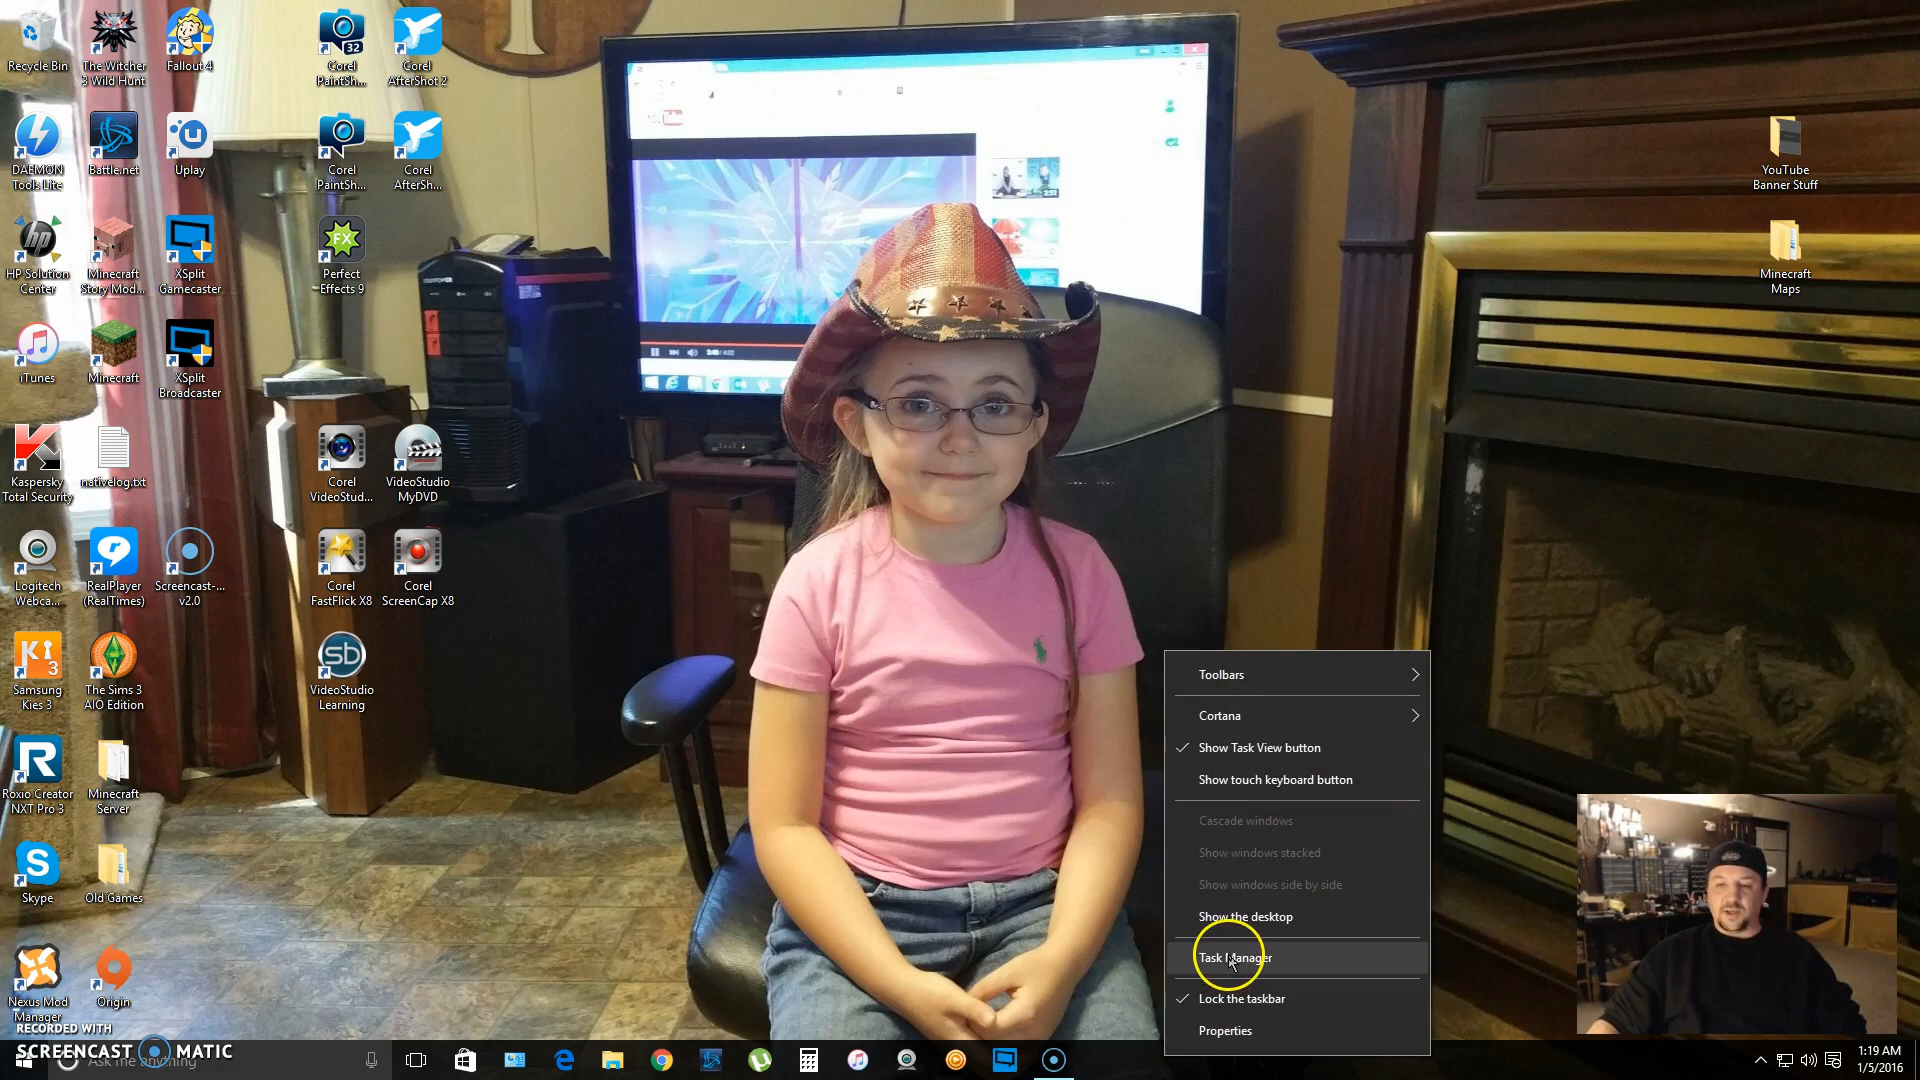 Recycle Bin
The Witcher
3 Wild Hunt
Fallout 4
Corel
PaintSh...
Corel
AfterShot 2
DAEMON
Tools Lite
Battle.net
Uplay
Corel
PaintSh...
Corel
AfterSh...
HP Solution
Center
Minecraft
Story Mod...
XSplit
Gamecaster
Perfect
Effects 9
iTunes
Minecraft
XSplit
Broadcaster
Kaspersky
Total Security
nativelog.txt
Corel
VideoStud...
VideoStudio
MyDVD
Logitech
Webca...
RealPlayer
(RealTimes)
Screencast-...
v2.0
Corel
FastFlick X8
Corel
ScreenCap X8
Samsung
Kies 3
The Sims 3
AIO Edition
VideoStudio
Learning
Roxio Creator
NXT Pro 3
Minecraft
Server
Skype
Old Games
Nexus Mod
Manager
Origin
YouTube
Banner Stuff
Minecraft
Maps
Toolbars
Cortana
Show Task View button
Show touch keyboard button
Cascade windows
Show windows stacked
Show windows side by side
Show the desktop
Task Manager
Lock the taskbar
Properties
RECORDED WITH
SCREENCAST MATIC
Ask me anything
1:19 AM
1/5/2016